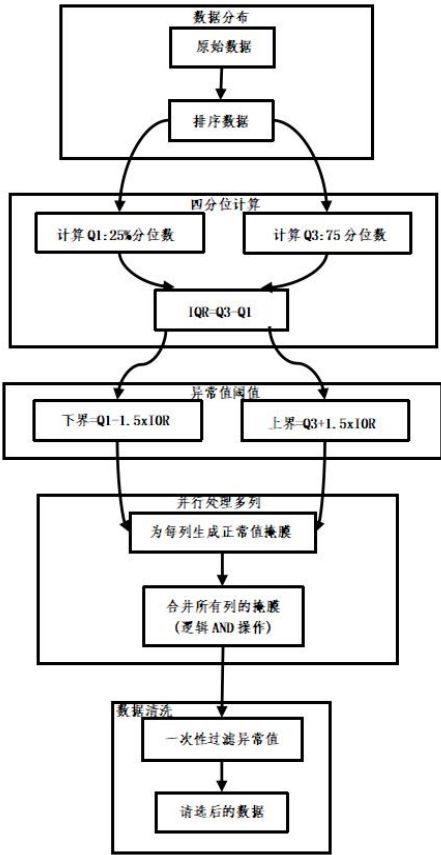 数据分布
原始数据
排序数据
四分位计算
计算Q1:25%分位数
计算Q3:75分位数
IQR=Q3-Q1
异常值阈值
下界=Q1-1.5xIOR
上界=Q3+1.5xIOR
并行处理多列
为每列生成正常值掩膜
合并所有列的掩膜
(逻辑AND操作)
数据清洗
一次性过滤异常值
请选后的数据